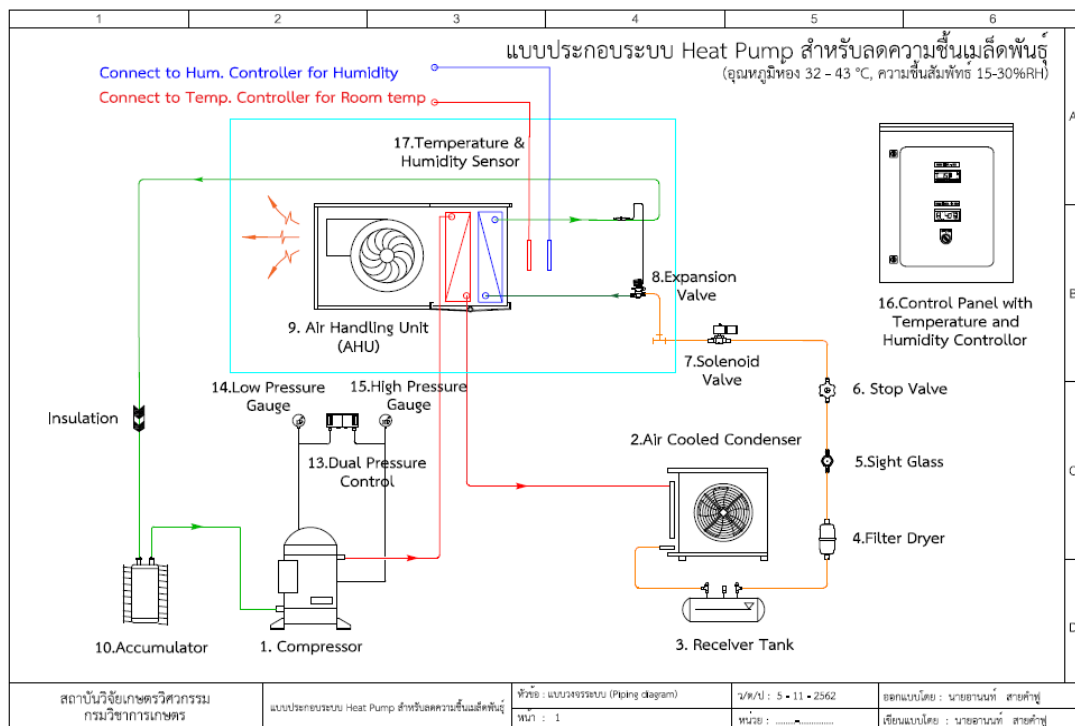 1 2 3 4 5 6
แบบประกอบระบบ Heat Pump สำหรับลดความชื้นเมล็ดพันธุ์
(อุณหภูมิห้อง 32 - 43 °C, ความชื้นสัมพัทธ์ 15-30%RH)
Connect to Hum. Controller for Humidity
Connect to Temp. Controller for Room temp
A
17.Temperature &
Humidity Sensor
8.Expansion
Valve
B
16.Control Panel with
Temperature and
Humidity Controllor
9. Air Handling Unit
(AHU)
7.Solenoid
Valve
14.Low Pressure
Gauge
15.High Pressure
Gauge
6. Stop Valve
Insulation
2.Air Cooled Condenser
13.Dual Pressure
Control
5.Sight Glass
C
4.Filter Dryer
10.Accumulator
1. Compressor
3. Receiver Tank
D
สถาบันวิจัยเกษตรวิศวกรรม
กรมวิชาการเกษตร
แบบประกอบระบบ Heat Pump สำหรับลดความชื้นเมล็ดพันธุ์
หัวข้อ : แบบวงจรระบบ (Piping diagram)
หน้า : 1
ว/ด/ป : 5 - 11 - 2562
หน่วย : .......-..............
ออกแบบโดย : นายอานนท์ สายคำฟู
เขียนแบบโดย : นายอานนท์ สายคำฟู